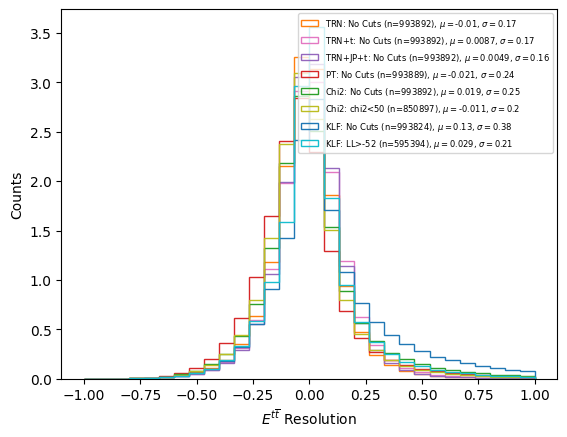 3.5
3.0
2.5
2.0
1.5
1.0
0.5
0.0
Counts
TRN: No Cuts (n=993892), μ=-0.01, σ=0.17
TRN+t: No Cuts (n=993892), μ=0.0087, σ=0.17
TRN+JP+t: No Cuts (n=993892), μ=0.0049, σ=0.16
PT: No Cuts (n=993889), μ=-0.021, σ=0.24
Chi2: No Cuts (n=993892), μ=0.019, σ=0.25
Chi2: chi2<50 (n=850897), μ=-0.011, σ=0.2
KLF: No Cuts (n=993824), μ=0.13, σ=0.38
KLF: LL>-52 (n=595394), μ=0.029, σ=0.21
−1.00 −0.75 −0.50 −0.25 0.00 0.25 0.50 0.75 1.00
E^{tt̅} Resolution